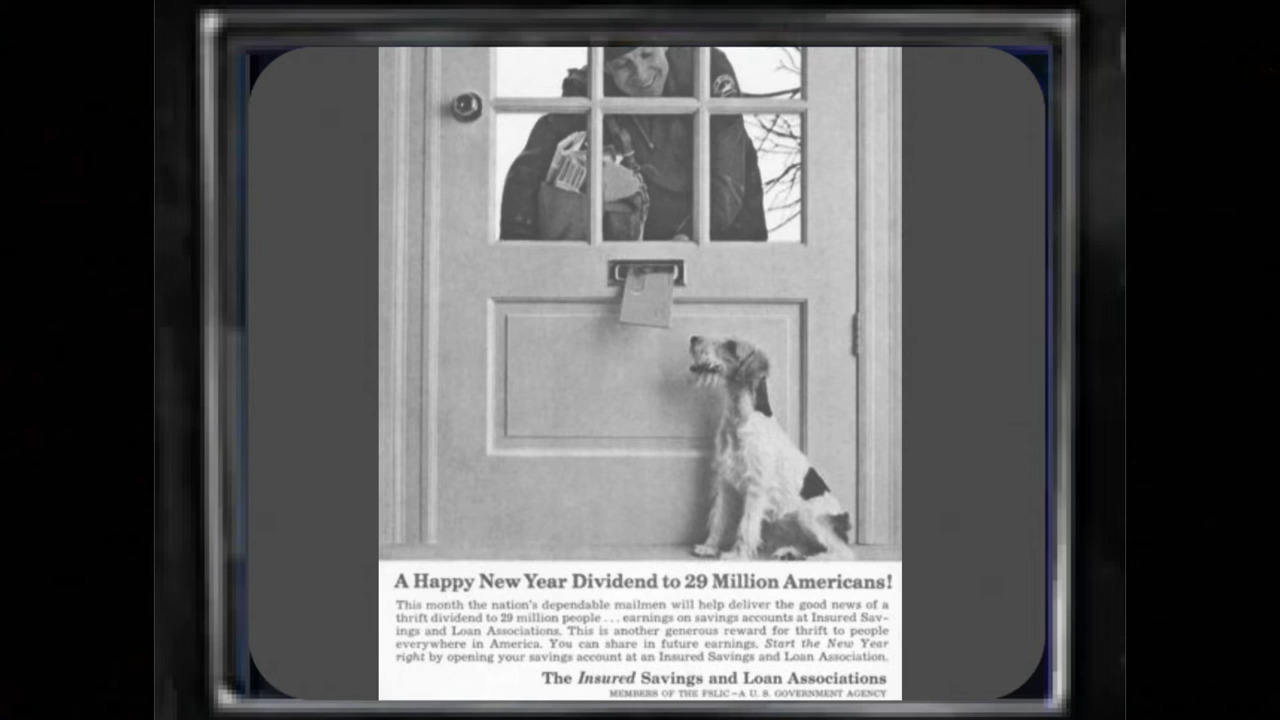 A Happy New Year Dividend to 29 Million Americans!
This month the nation's dependable mailmen will help deliver the good news of a
thrift dividend to 29 million people ... earnings on savings accounts at Insured Sav-
ings and Loan Associations. This is another generous reward for thrift to people
everywhere in America. You can share in future earnings. Start the New Year
right by opening your savings account at an Insured Savings and Loan Association.
The Insured Savings and Loan Associations
MEMBERS OF THE FSLIC—A U. S. GOVERNMENT AGENCY